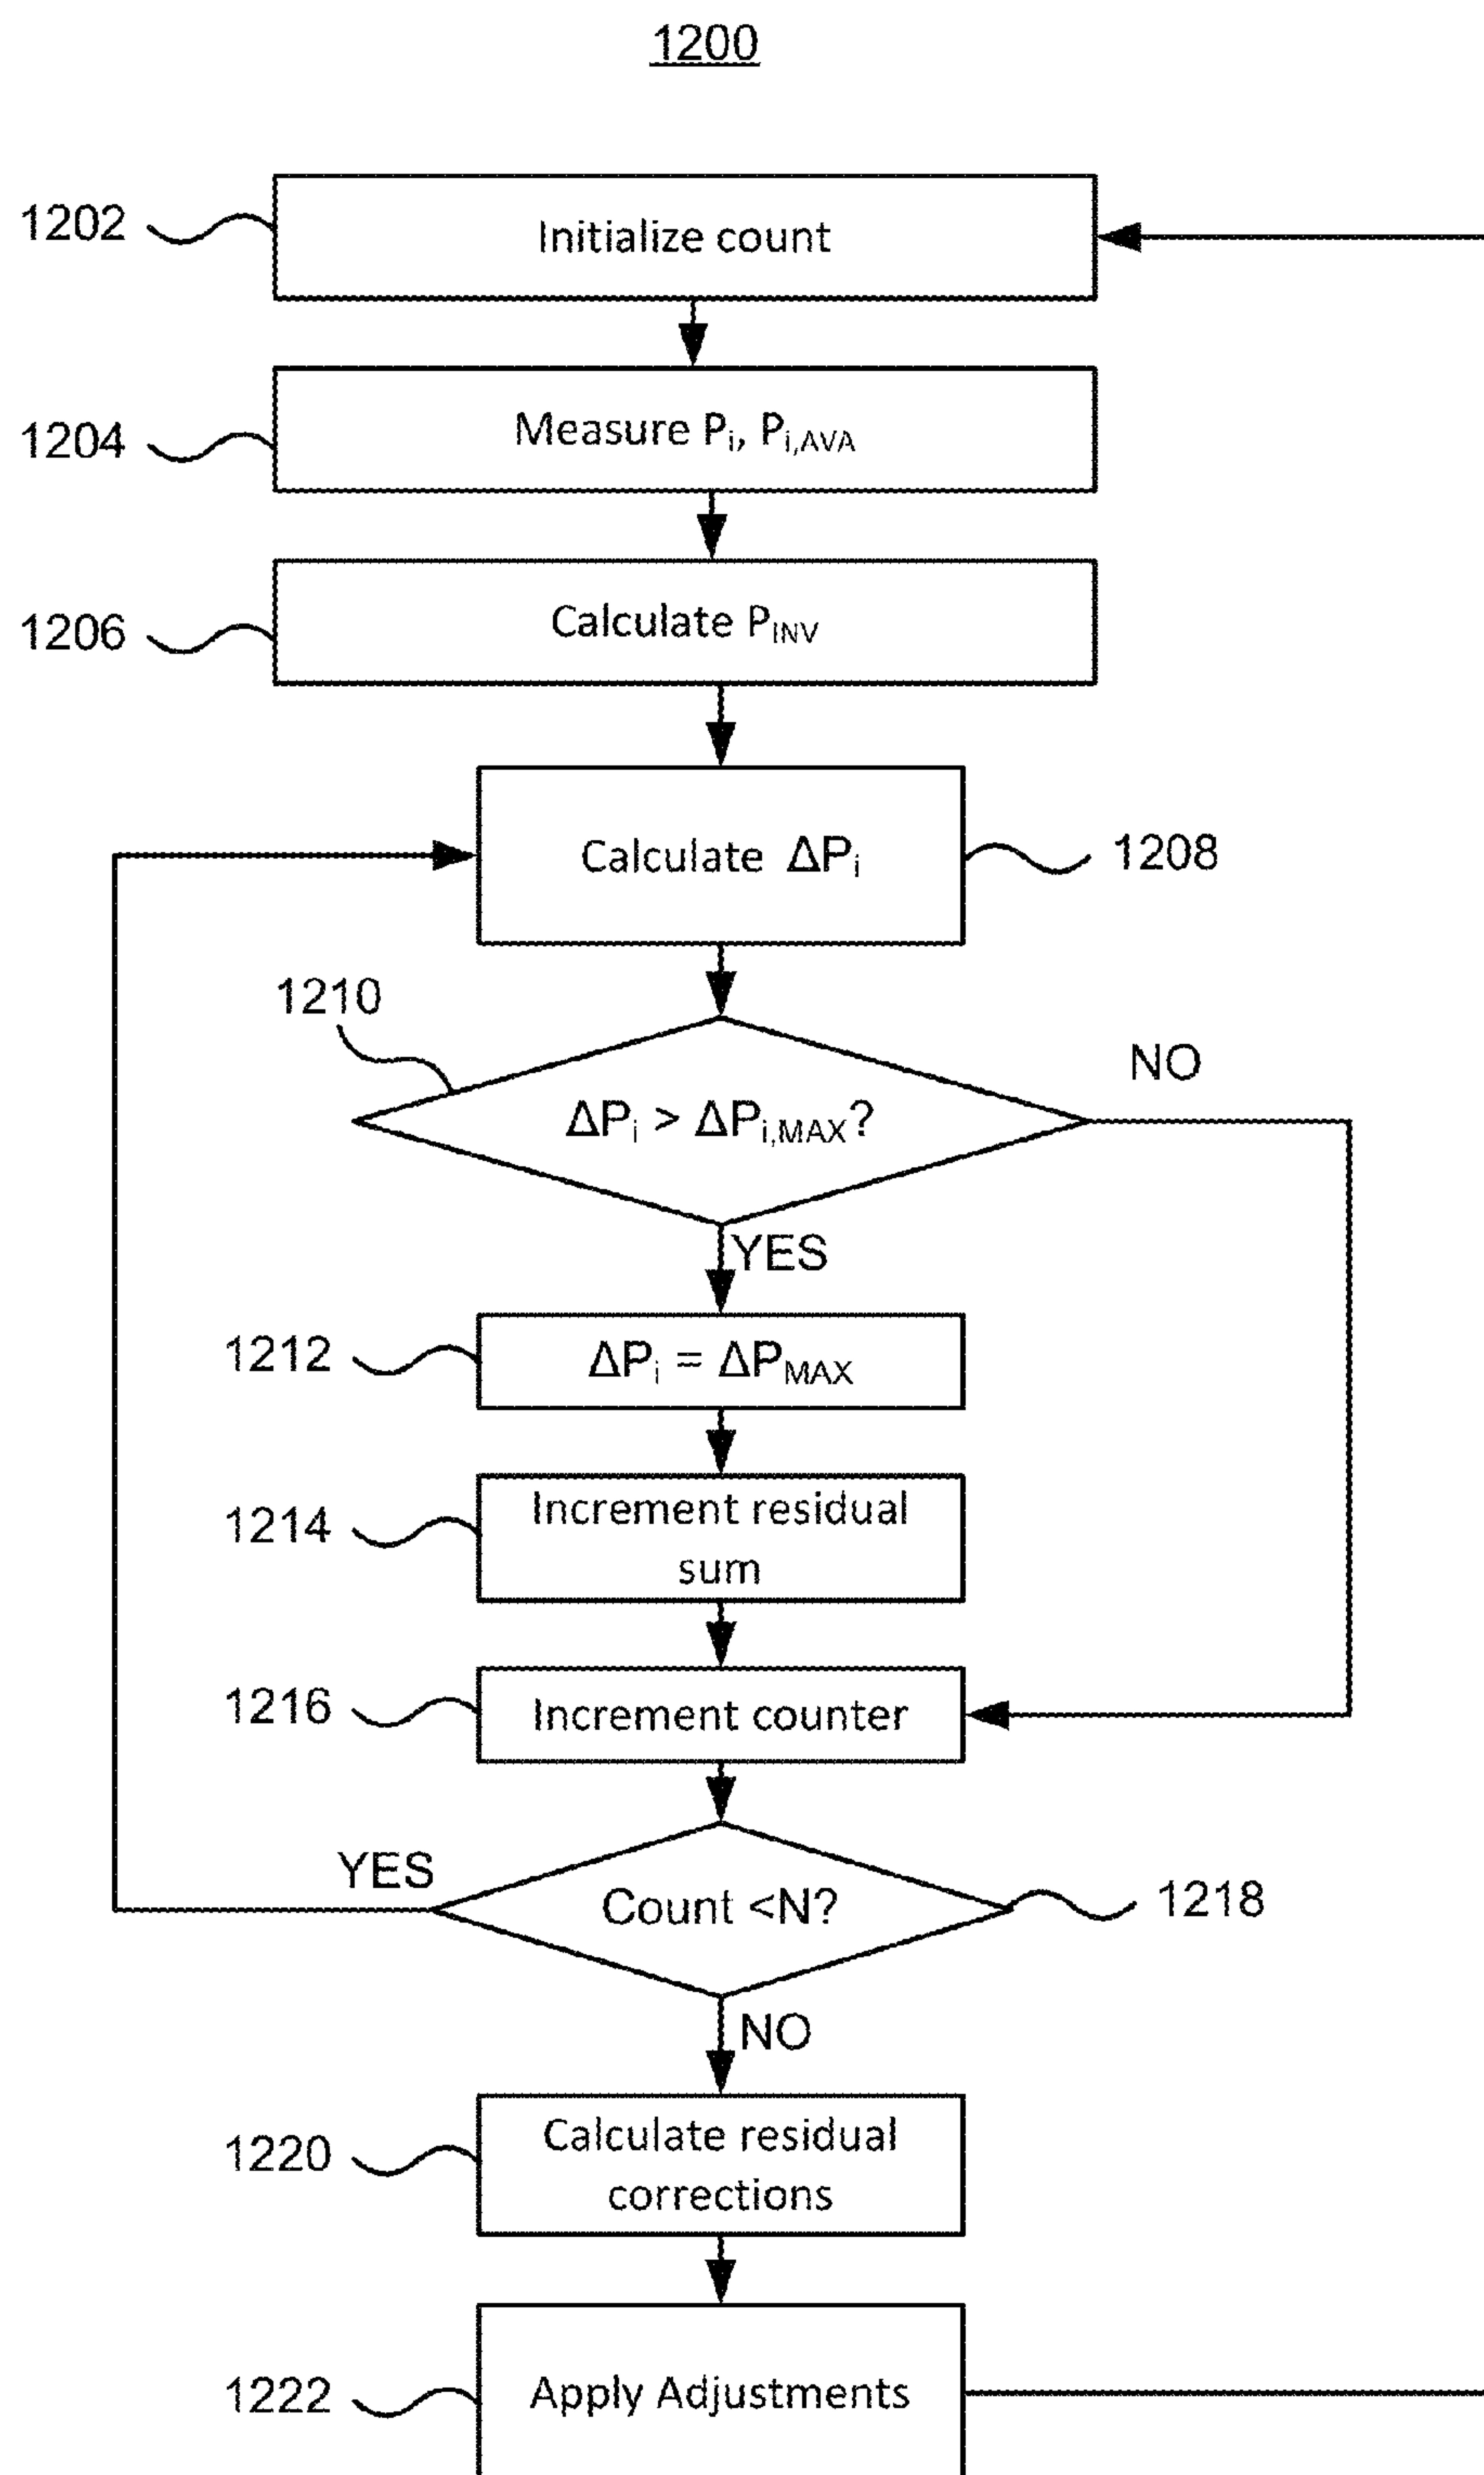 1200
1202
Initialize count
1204
Measure Pi, Pi,AVA
1206
Calculate PINV
Calculate ΔPi
1208
1210
NO
ΔPi > ΔPi,MAX?
YES
1212
ΔPi = ΔPMAX
1214
Increment residual
sum
1216
Increment counter
YES
Count <N?
1218
NO
1220
Calculate residual
corrections
1222
Apply Adjustments